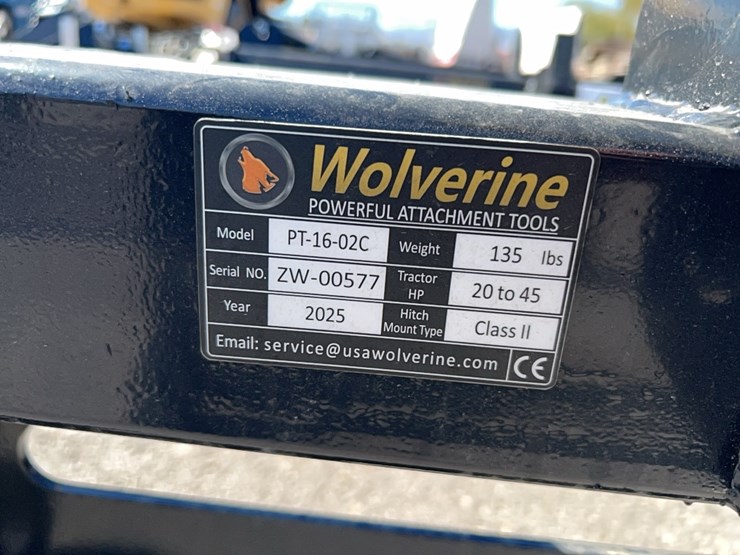 Wolverine
POWERFUL ATTACHMENT TOOLS
Model PT-16-02C Weight 135 lbs
Serial NO. ZW-00577 Tractor HP 20 to 45
Year 2025 Hitch Mount Type Class II
Email: service@usawolverine.com CE